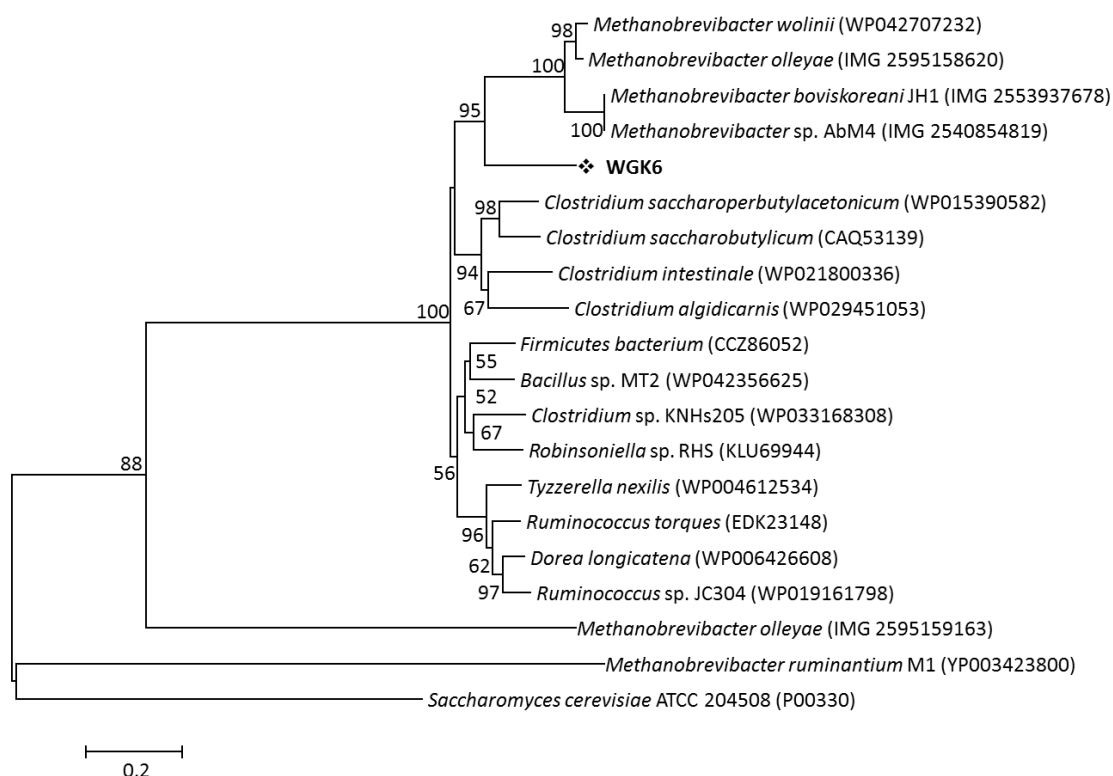 98
Methanobrevibacter wolinii (WP042707232)
Methanobrevibacter olleyae (IMG 2595158620)
100
Methanobrevibacter boviskoreani JH1 (IMG 2553937678)
100
Methanobrevibacter sp. AbM4 (IMG 2540854819)
95
❖ WGK6
98
Clostridium saccharoperbutylacetonicum (WP015390582)
Clostridium saccharobutylicum (CAQ53139)
94
Clostridium intestinale (WP021800336)
67
Clostridium algidicarnis (WP029451053)
100
Firmicutes bacterium (CCZ86052)
55
Bacillus sp. MT2 (WP042356625)
52
Clostridium sp. KNHs205 (WP033168308)
67
Robinsoniella sp. RHS (KLU69944)
56
Tyzzerella nexilis (WP004612534)
Ruminococcus torques (EDK23148)
96
Dorea longicatena (WP006426608)
62
97
Ruminococcus sp. JC304 (WP019161798)
88
Methanobrevibacter olleyae (IMG 2595159163)
Methanobrevibacter ruminantium M1 (YP003423800)
Saccharomyces cerevisiae ATCC 204508 (P00330)
0.2